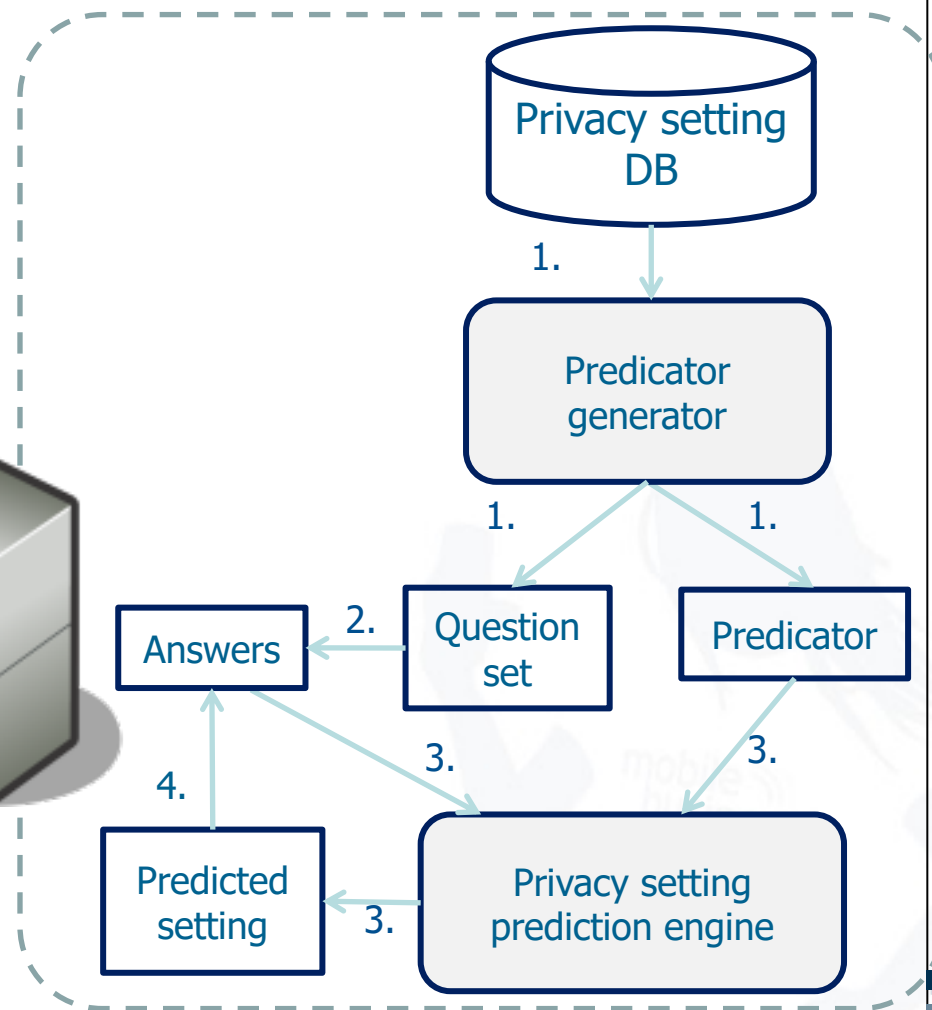 Privacy setting
DB
1.
Predicator
generator
1.
1.
Answers
2.
Question
set
Predicator
3.
3.
4.
Predicted
setting
3.
Privacy setting
prediction engine
mobile